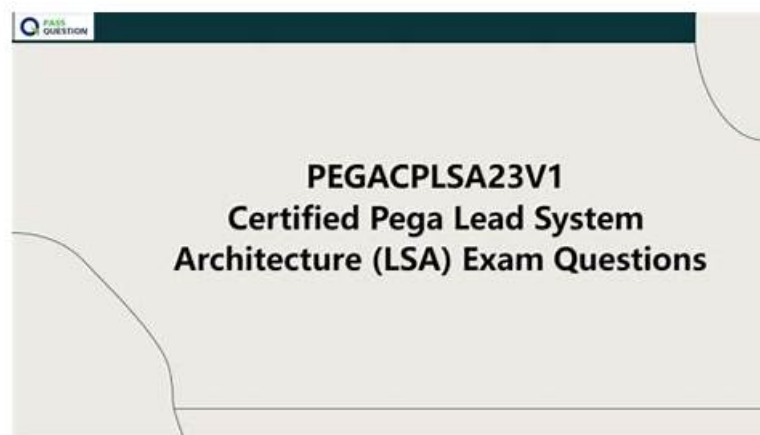 PASS
QUESTION
PEGACPLSA23V1
Certified Pega Lead System
Architecture (LSA) Exam Questions